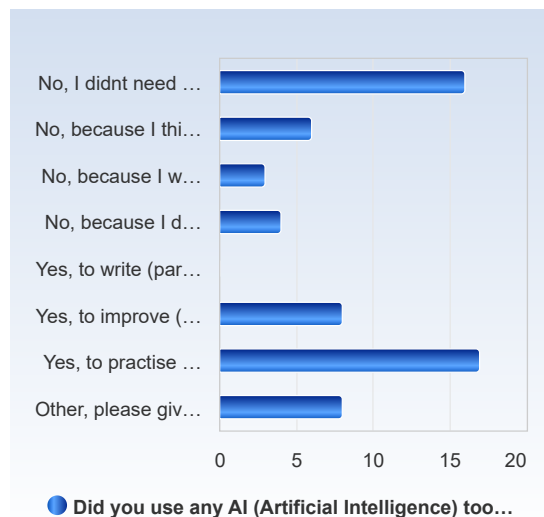 No, I didnt need …
No, because I thi…
No, because I w…
No, because I d…
Yes, to write (par…
Yes, to improve (…
Yes, to practise …
Other, please giv…
0 5 10 15 20
Did you use any AI (Artificial Intelligence) too…